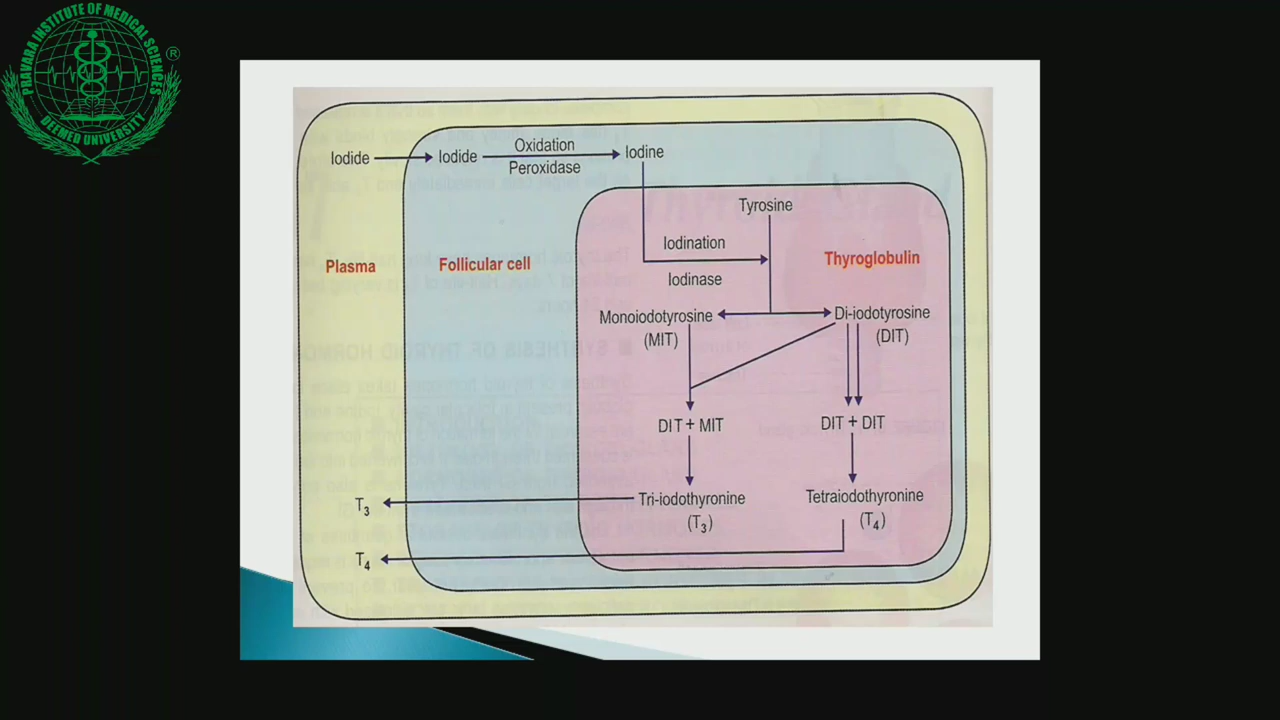 PRAVARA INSTITUTE OF MEDICAL SCIENCES
DEEMED UNIVERSITY
®
Iodide
Iodide
Oxidation
Peroxidase
Iodine
Tyrosine
Iodination
Iodinase
Plasma
Follicular cell
Thyroglobulin
Monoiodotyrosine
(MIT)
Di-iodotyrosine
(DIT)
DIT + MIT
DIT + DIT
T3
Tri-iodothyronine
(T3)
Tetraiodothyronine
(T4)
T4